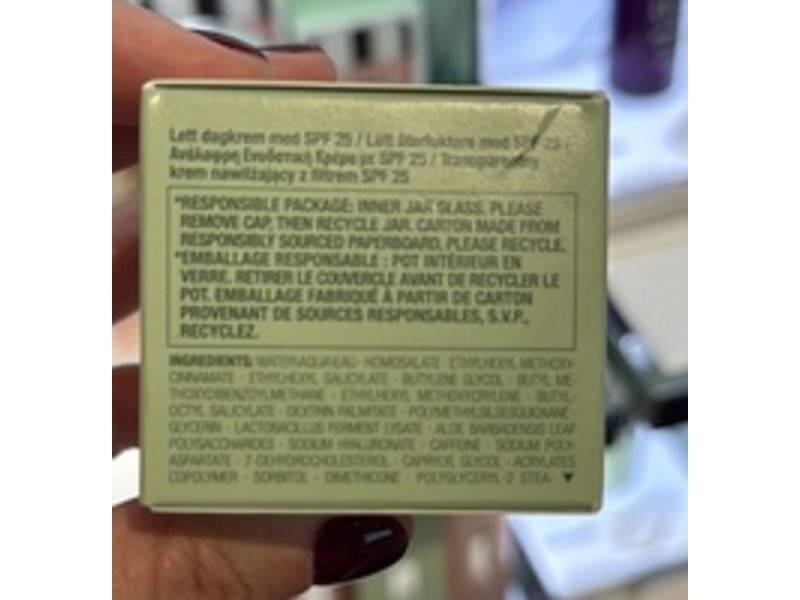 Lett dagkrem med SPF 25 / Lätt återfuktare med SPF 25 /
Ανάλαφρη Ενυδατική Κρέμα με SPF 25 / Transparentny
krem nawilżający z filtrem SPF 25
*RESPONSIBLE PACKAGE: INNER JAR GLASS. PLEASE
REMOVE CAP, THEN RECYCLE JAR. CARTON MADE FROM
RESPONSIBLY SOURCED PAPERBOARD, PLEASE RECYCLE.
*EMBALLAGE RESPONSABLE : POT INTÉRIEUR EN
VERRE. RETIRER LE COUVERCLE AVANT DE RECYCLER LE
POT. EMBALLAGE FABRIQUÉ À PARTIR DE CARTON
PROVENANT DE SOURCES RESPONSABLES, S.V.P.,
RECYCLEZ.
INGREDIENTS: WATER\AQUA\EAU · HOMOSALATE · ETHYLHEXYL METHOXY-
CINNAMATE · ETHYLHEXYL SALICYLATE · BUTYLENE GLYCOL · BUTYL ME-
THOXYDIBENZOYLMETHANE · ETHYLHEXYL METHOXYCRYLENE · BUTYL-
OCTYL SALICYLATE · DEXTRIN PALMITATE · POLYMETHYLSILSESQUIOXANE ·
GLYCERIN · LACTOBACILLUS FERMENT LYSATE · ALOE BARBADENSIS LEAF
POLYSACCHARIDES · SODIUM HYALURONATE · CAFFEINE · SODIUM POLY-
ASPARTATE · 7-DEHYDROCHOLESTEROL · CAPRYLYL GLYCOL · ACRYLATES
COPOLYMER · SORBITOL · DIMETHICONE · POLYGLYCERYL-2 STEA- ▼